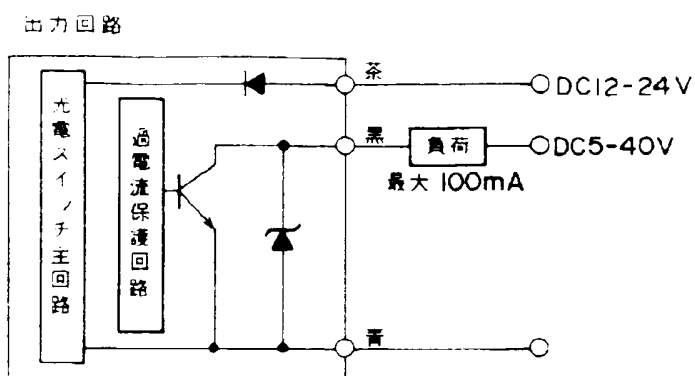 出力回路
茶
DC12-24V
黒
負荷
DC5-40V
最大 100mA
光電スイッチ主回路
過電流保護回路
青